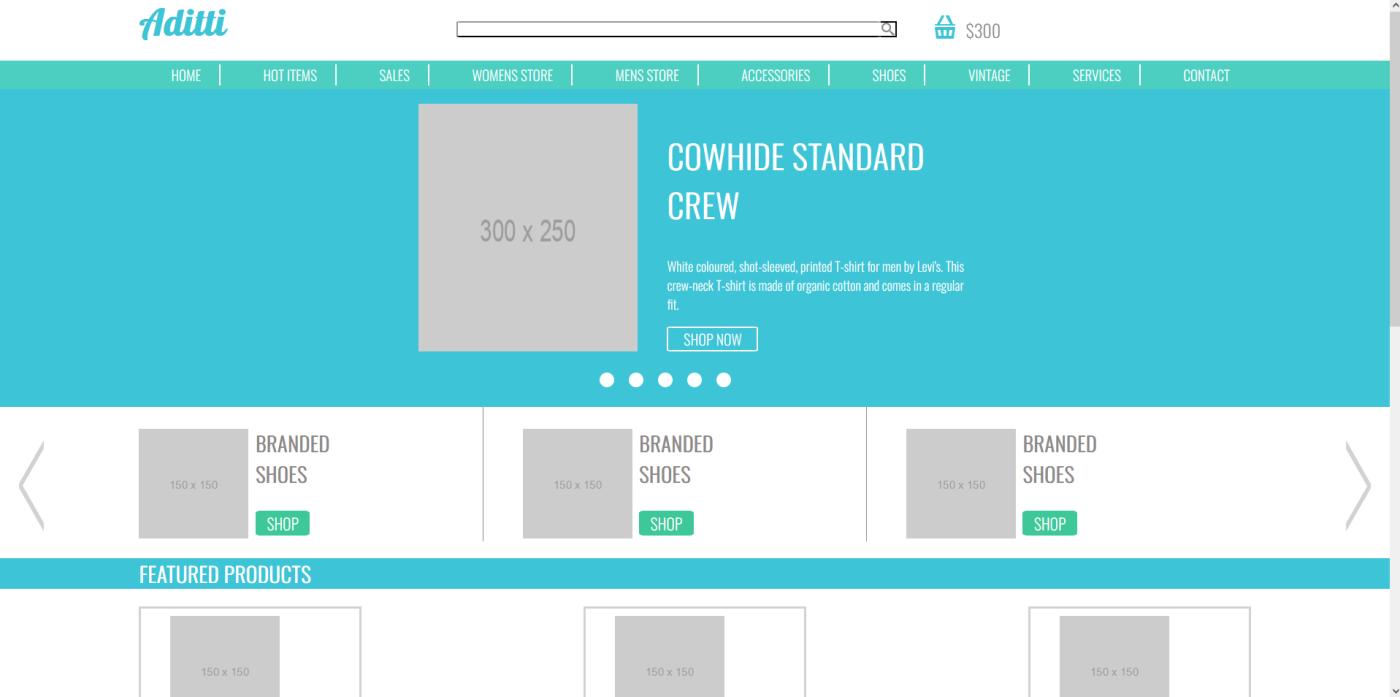 Aditti
$300
HOME HOT ITEMS SALES WOMENS STORE MENS STORE ACCESSORIES SHOES VINTAGE SERVICES CONTACT
300 x 250
COWHIDE STANDARD
CREW
White coloured, shot-sleeved, printed T-shirt for men by Levi's. This
crew-neck T-shirt is made of organic cotton and comes in a regular
fit.
SHOP NOW
150 x 150
BRANDED
SHOES
SHOP
150 x 150
BRANDED
SHOES
SHOP
150 x 150
BRANDED
SHOES
SHOP
FEATURED PRODUCTS
150 x 150
150 x 150
150 x 150